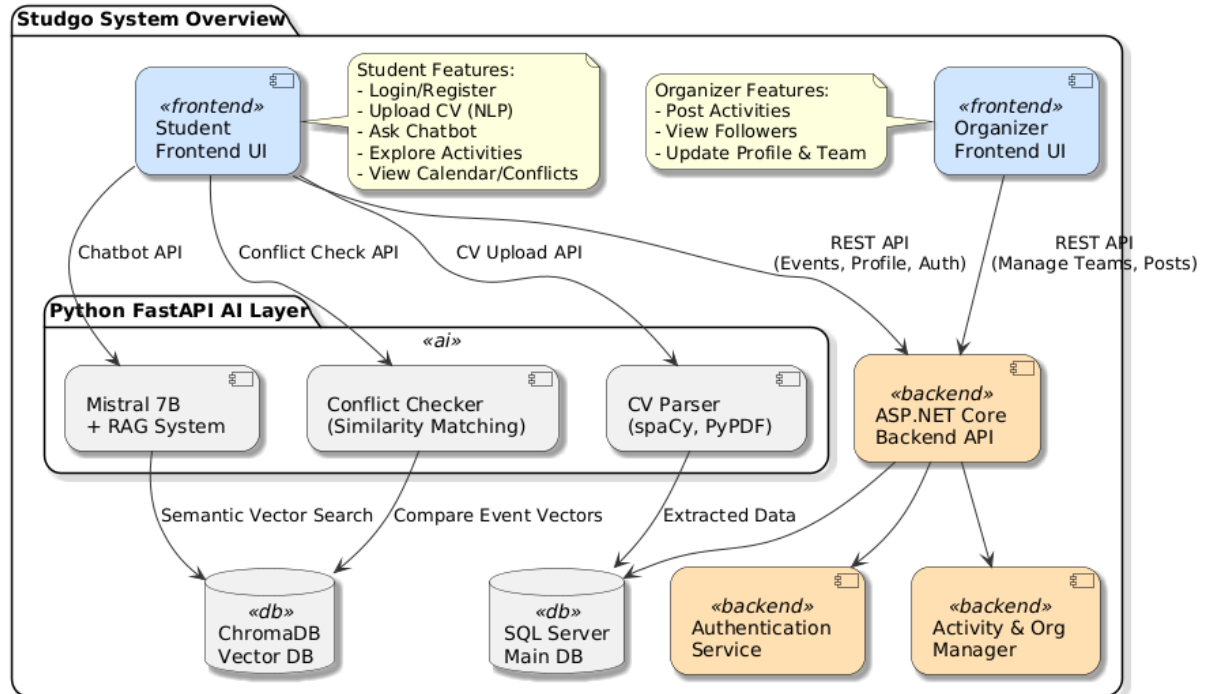 Studgo System Overview
«frontend»
Student
Frontend UI
Student Features:
- Login/Register
- Upload CV (NLP)
- Ask Chatbot
- Explore Activities
- View Calendar/Conflicts
Organizer Features:
- Post Activities
- View Followers
- Update Profile & Team
«frontend»
Organizer
Frontend UI
Chatbot API
Conflict Check API
CV Upload API
REST API
(Events, Profile, Auth)
REST API
(Manage Teams, Posts)
Python FastAPI AI Layer
«ai»
Mistral 7B
+ RAG System
Conflict Checker
(Similarity Matching)
CV Parser
(spaCy, PyPDF)
«backend»
ASP.NET Core
Backend API
Semantic Vector Search
Compare Event Vectors
Extracted Data
«db»
ChromaDB
Vector DB
«db»
SQL Server
Main DB
«backend»
Authentication
Service
«backend»
Activity & Org
Manager